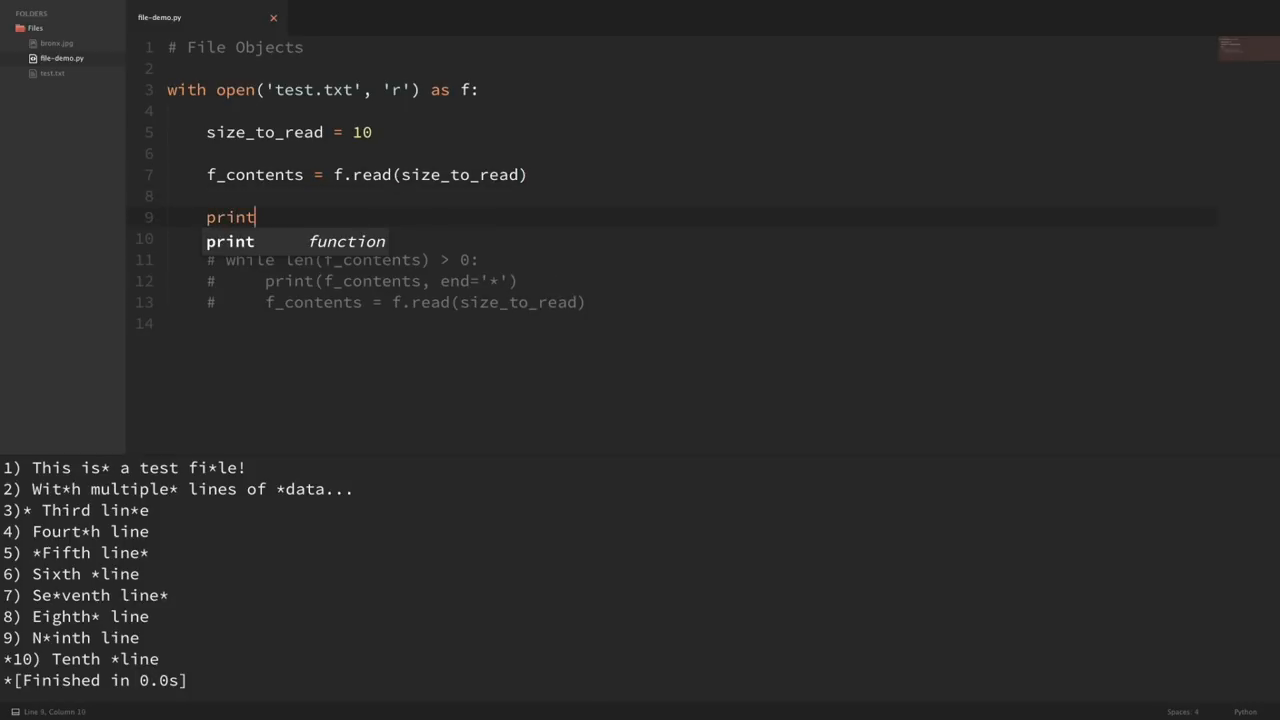 FOLDERS
Files
bronx.jpg
file-demo.py
test.txt
file-demo.py ×
1 # File Objects
2
3 with open('test.txt', 'r') as f:
4
5 size_to_read = 10
6
7 f_contents = f.read(size_to_read)
8
9 print
print function
10
11 # while len(f_contents) > 0:
12 # print(f_contents, end='*')
13 # f_contents = f.read(size_to_read)
14
1) This is* a test fi*le!
2) Wit*h multiple* lines of *data...
3)* Third lin*e
4) Fourt*h line
5) *Fifth line*
6) Sixth *line
7) Se*venth line*
8) Eighth* line
9) N*inth line
*10) Tenth *line
*[Finished in 0.0s]
Line 9, Column 10
Spaces: 4
Python